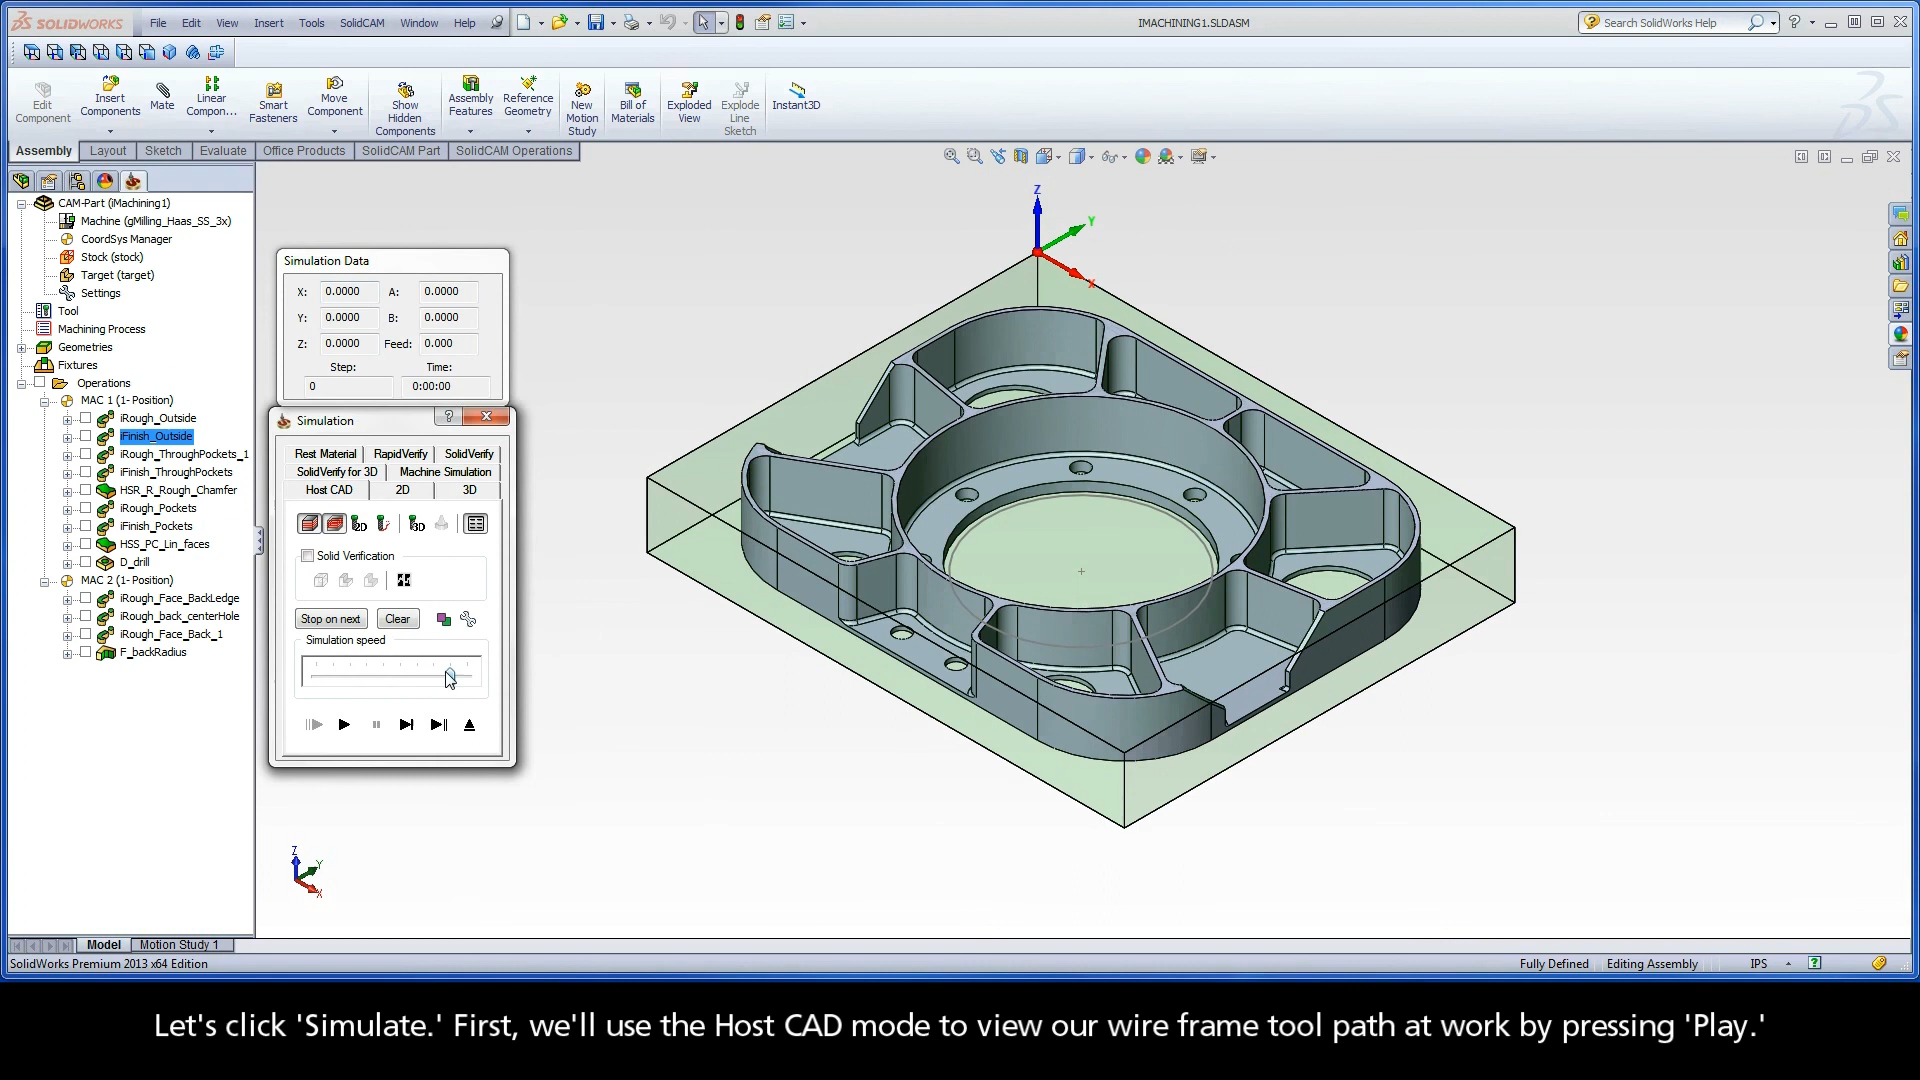 SOLIDWORKS
File Edit View Insert Tools SolidCAM Window Help
IMACHINING1.SLDASM
Search SolidWorks Help
Edit Component
Insert Components
Mate
Linear Compon...
Smart Fasteners
Move Component
Show Hidden Components
Assembly Features
Reference Geometry
New Motion Study
Bill of Materials
Exploded View
Explode Line Sketch
Instant3D
Assembly Layout Sketch Evaluate Office Products SolidCAM Part SolidCAM Operations
CAM-Part (iMachining1)
Machine (gMilling_Haas_SS_3x)
CoordSys Manager
Stock (stock)
Target (target)
Settings
Tool
Machining Process
Geometries
Fixtures
Operations
MAC 1 (1- Position)
iRough_Outside
iFinish_Outside
iRough_ThroughPockets_1
iFinish_ThroughPockets
HSR_R_Rough_Chamfer
iRough_Pockets
iFinish_Pockets
HSS_PC_Lin_faces
D_drill
MAC 2 (1- Position)
iRough_Face_BackLedge
iRough_back_centerHole
iRough_Face_Back_1
F_backRadius
Simulation Data
X: 0.0000 A: 0.0000
Y: 0.0000 B: 0.0000
Z: 0.0000 Feed: 0.000
Step: Time:
0 0:00:00
Simulation
Rest Material RapidVerify SolidVerify
SolidVerify for 3D Machine Simulation
Host CAD 2D 3D
2D 3D
Solid Verification
Stop on next Clear
Simulation speed
Z
Y
X
Z
Y
X
Model Motion Study 1
SolidWorks Premium 2013 x64 Edition
Fully Defined Editing Assembly IPS
Let's click 'Simulate.' First, we'll use the Host CAD mode to view our wire frame tool path at work by pressing 'Play.'